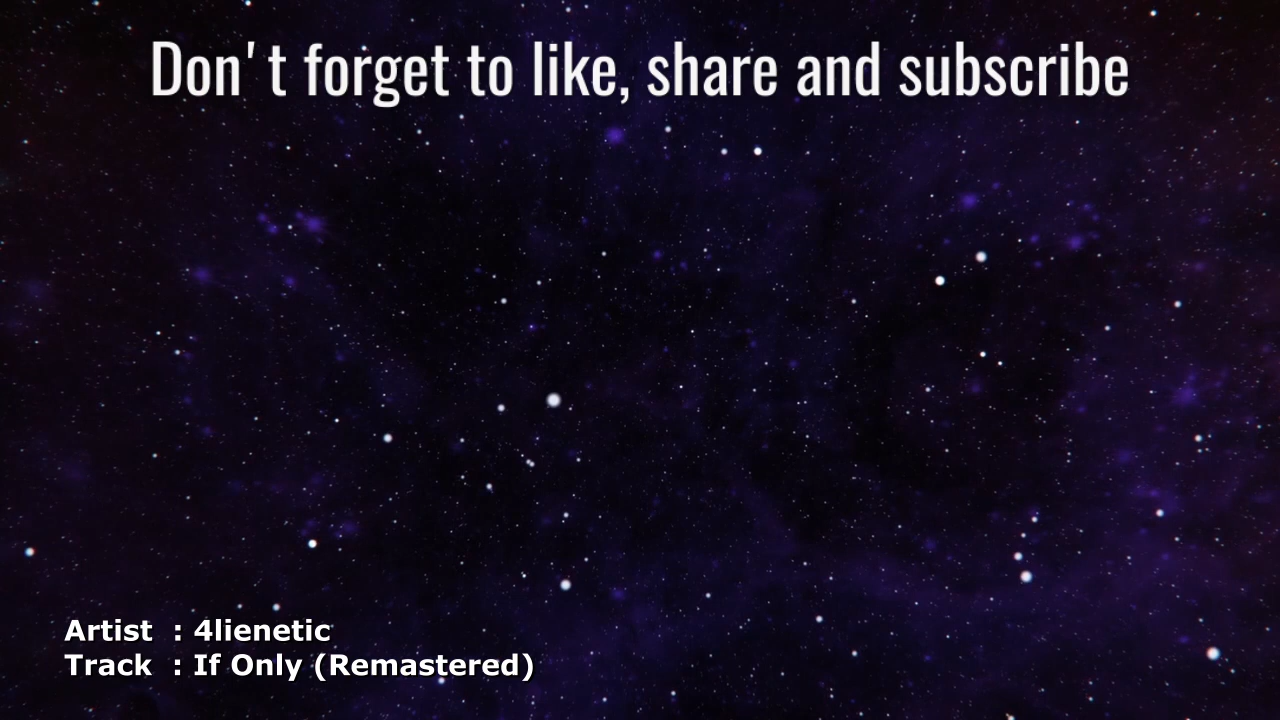 Don't forget to like, share and subscribe
Artist : 4lienetic
Track : If Only (Remastered)